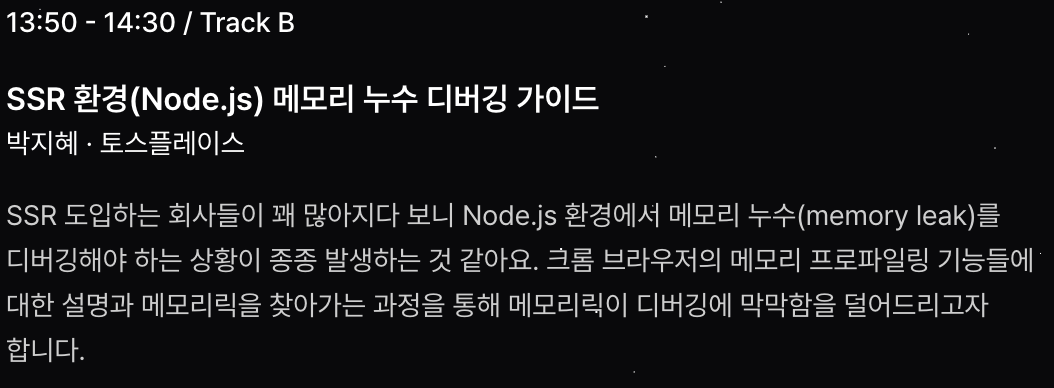 13:50 - 14:30 / Track B
SSR 환경(Node.js) 메모리 누수 디버깅 가이드
박지혜 · 토스플레이스
SSR 도입하는 회사들이 꽤 많아지다 보니 Node.js 환경에서 메모리 누수(memory leak)를
디버깅해야 하는 상황이 종종 발생하는 것 같아요. 크롬 브라우저의 메모리 프로파일링 기능들에
대한 설명과 메모리릭을 찾아가는 과정을 통해 메모리릭이 디버깅에 막막함을 덜어드리고자
합니다.